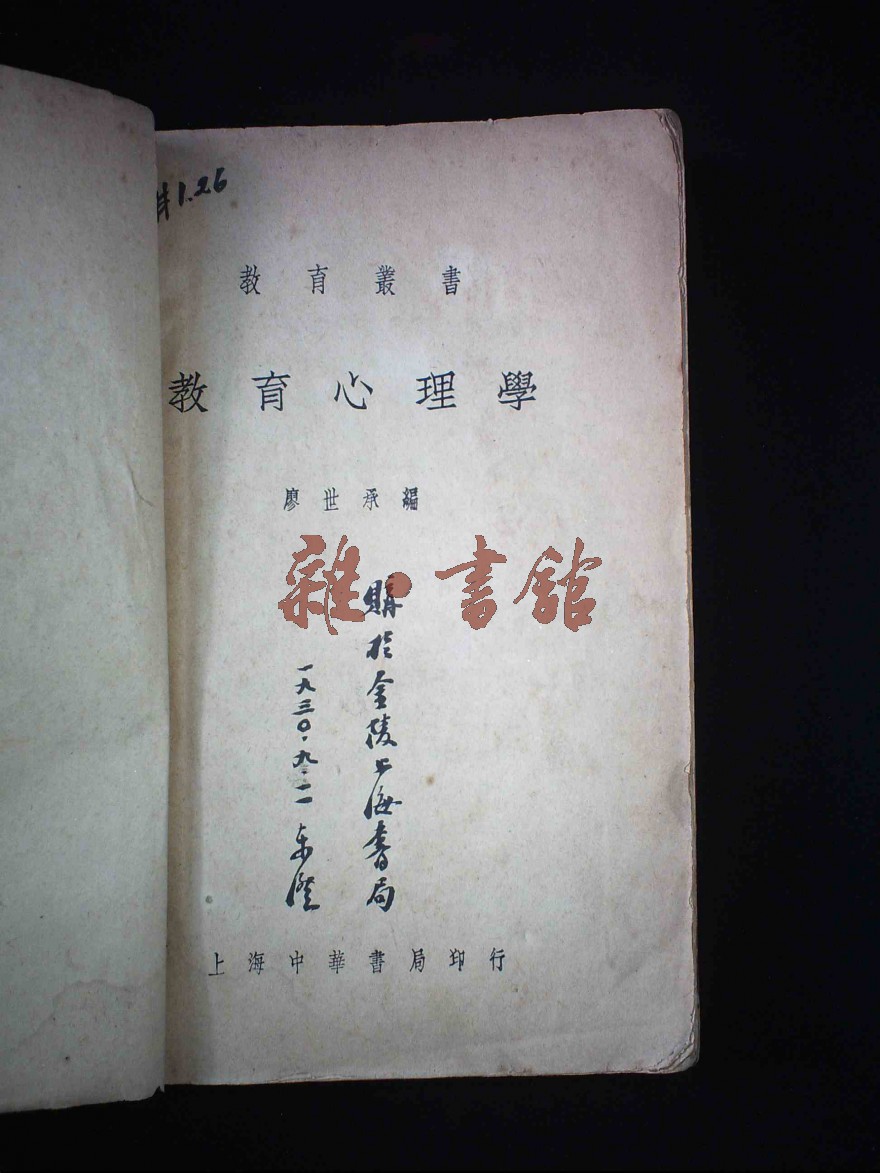 #1.26
教育叢書
教育心理學
廖世承編
雜·書館
購於金陵上海書局
一九三〇.九.二一
上海中華書局印行